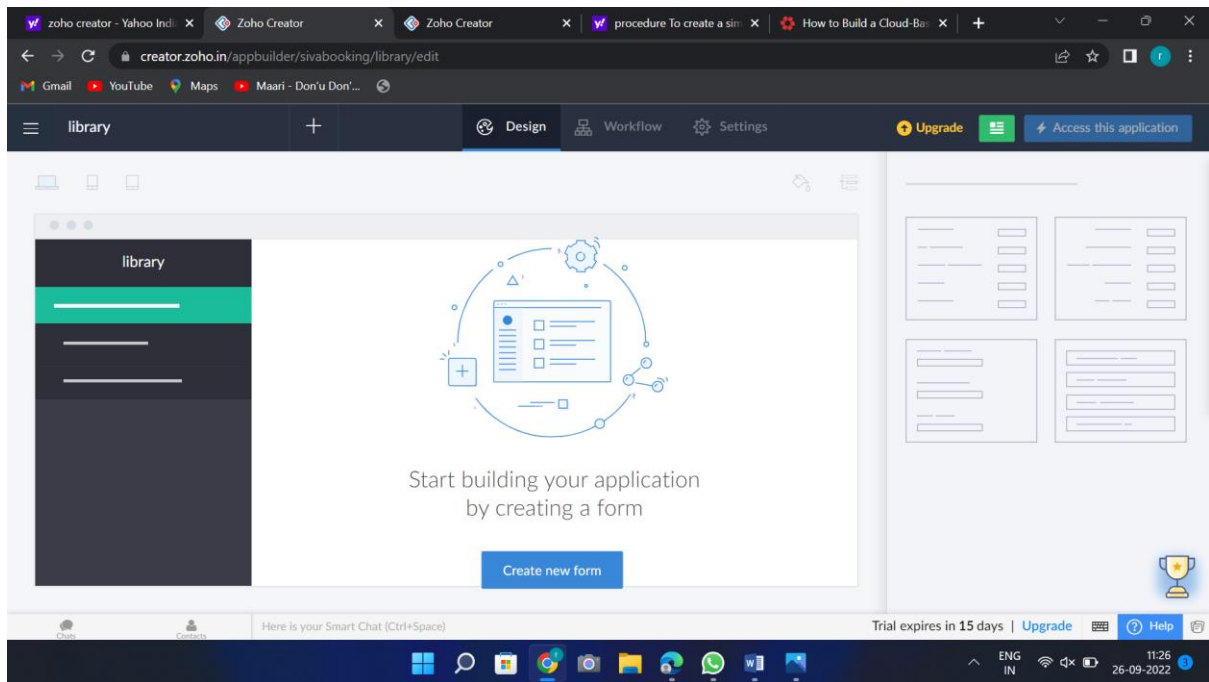 zoho creator - Yahoo Indi
Zoho Creator
Zoho Creator
procedure To create a sim
How to Build a Cloud-Bas
creator.zoho.in/appbuilder/sivabooking/library/edit
r
Gmail
YouTube
Maps
Maari - Don'u Don'...
library
Design
Workflow
Settings
Upgrade
Access this application
library
Start building your application
by creating a form
Create new form
Chats
Contacts
Here is your Smart Chat (Ctrl+Space)
Trial expires in 15 days | Upgrade
Help
ENG
IN
11:26
26-09-2022
3